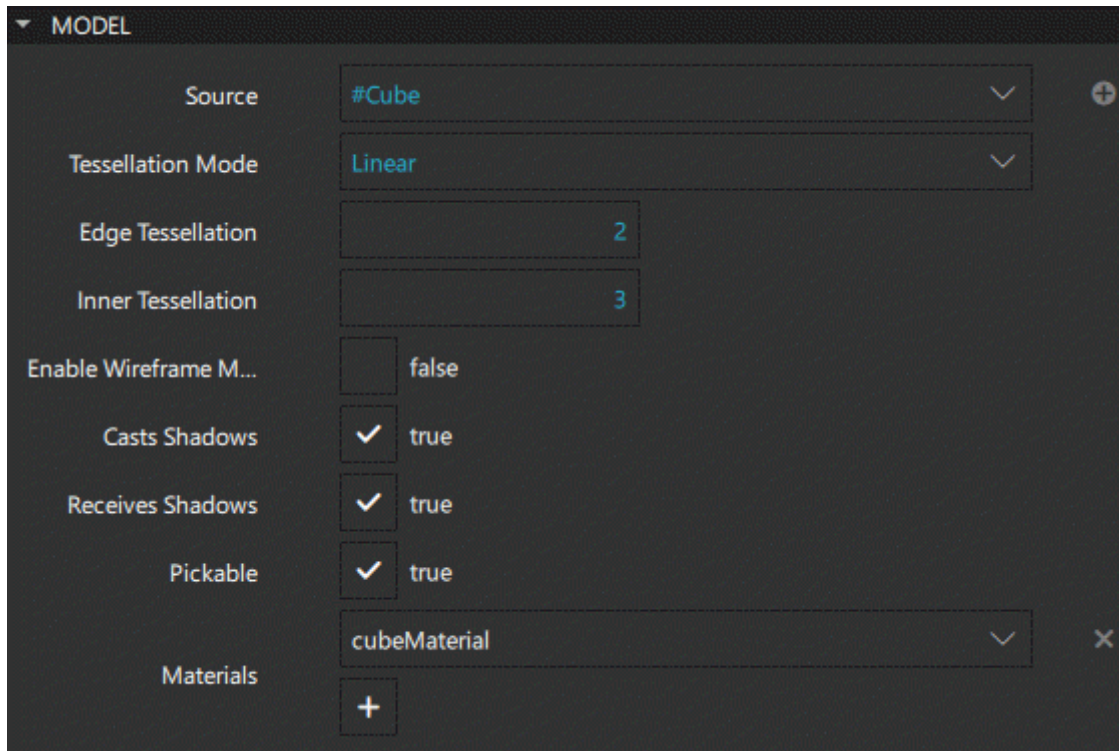 MODEL
Source #Cube
Tessellation Mode Linear
Edge Tessellation 2
Inner Tessellation 3
Enable Wireframe M... false
Casts Shadows true
Receives Shadows true
Pickable true
cubeMaterial
Materials